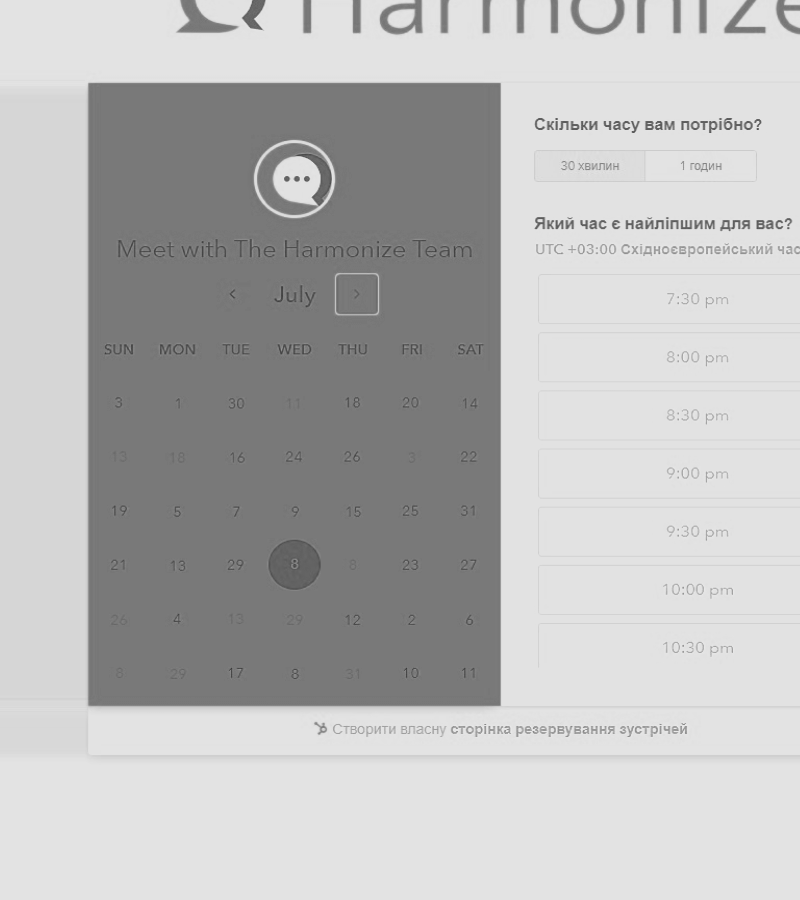 Harmonize
Meet with The Harmonize Team
July
SUN MON TUE WED THU FRI SAT
3 1 30 11 18 20 14
13 18 16 24 26 3 22
19 5 7 9 15 25 31
21 13 29 8 8 23 27
26 4 13 29 12 2 6
8 29 17 8 31 10 11
Скільки часу вам потрібно?
30 хвилин 1 годин
Який час є найліпшим для вас?
UTC +03:00 Східноєвропейський час
7:30 pm
8:00 pm
8:30 pm
9:00 pm
9:30 pm
10:00 pm
10:30 pm
Створити власну сторінка резервування зустрічей